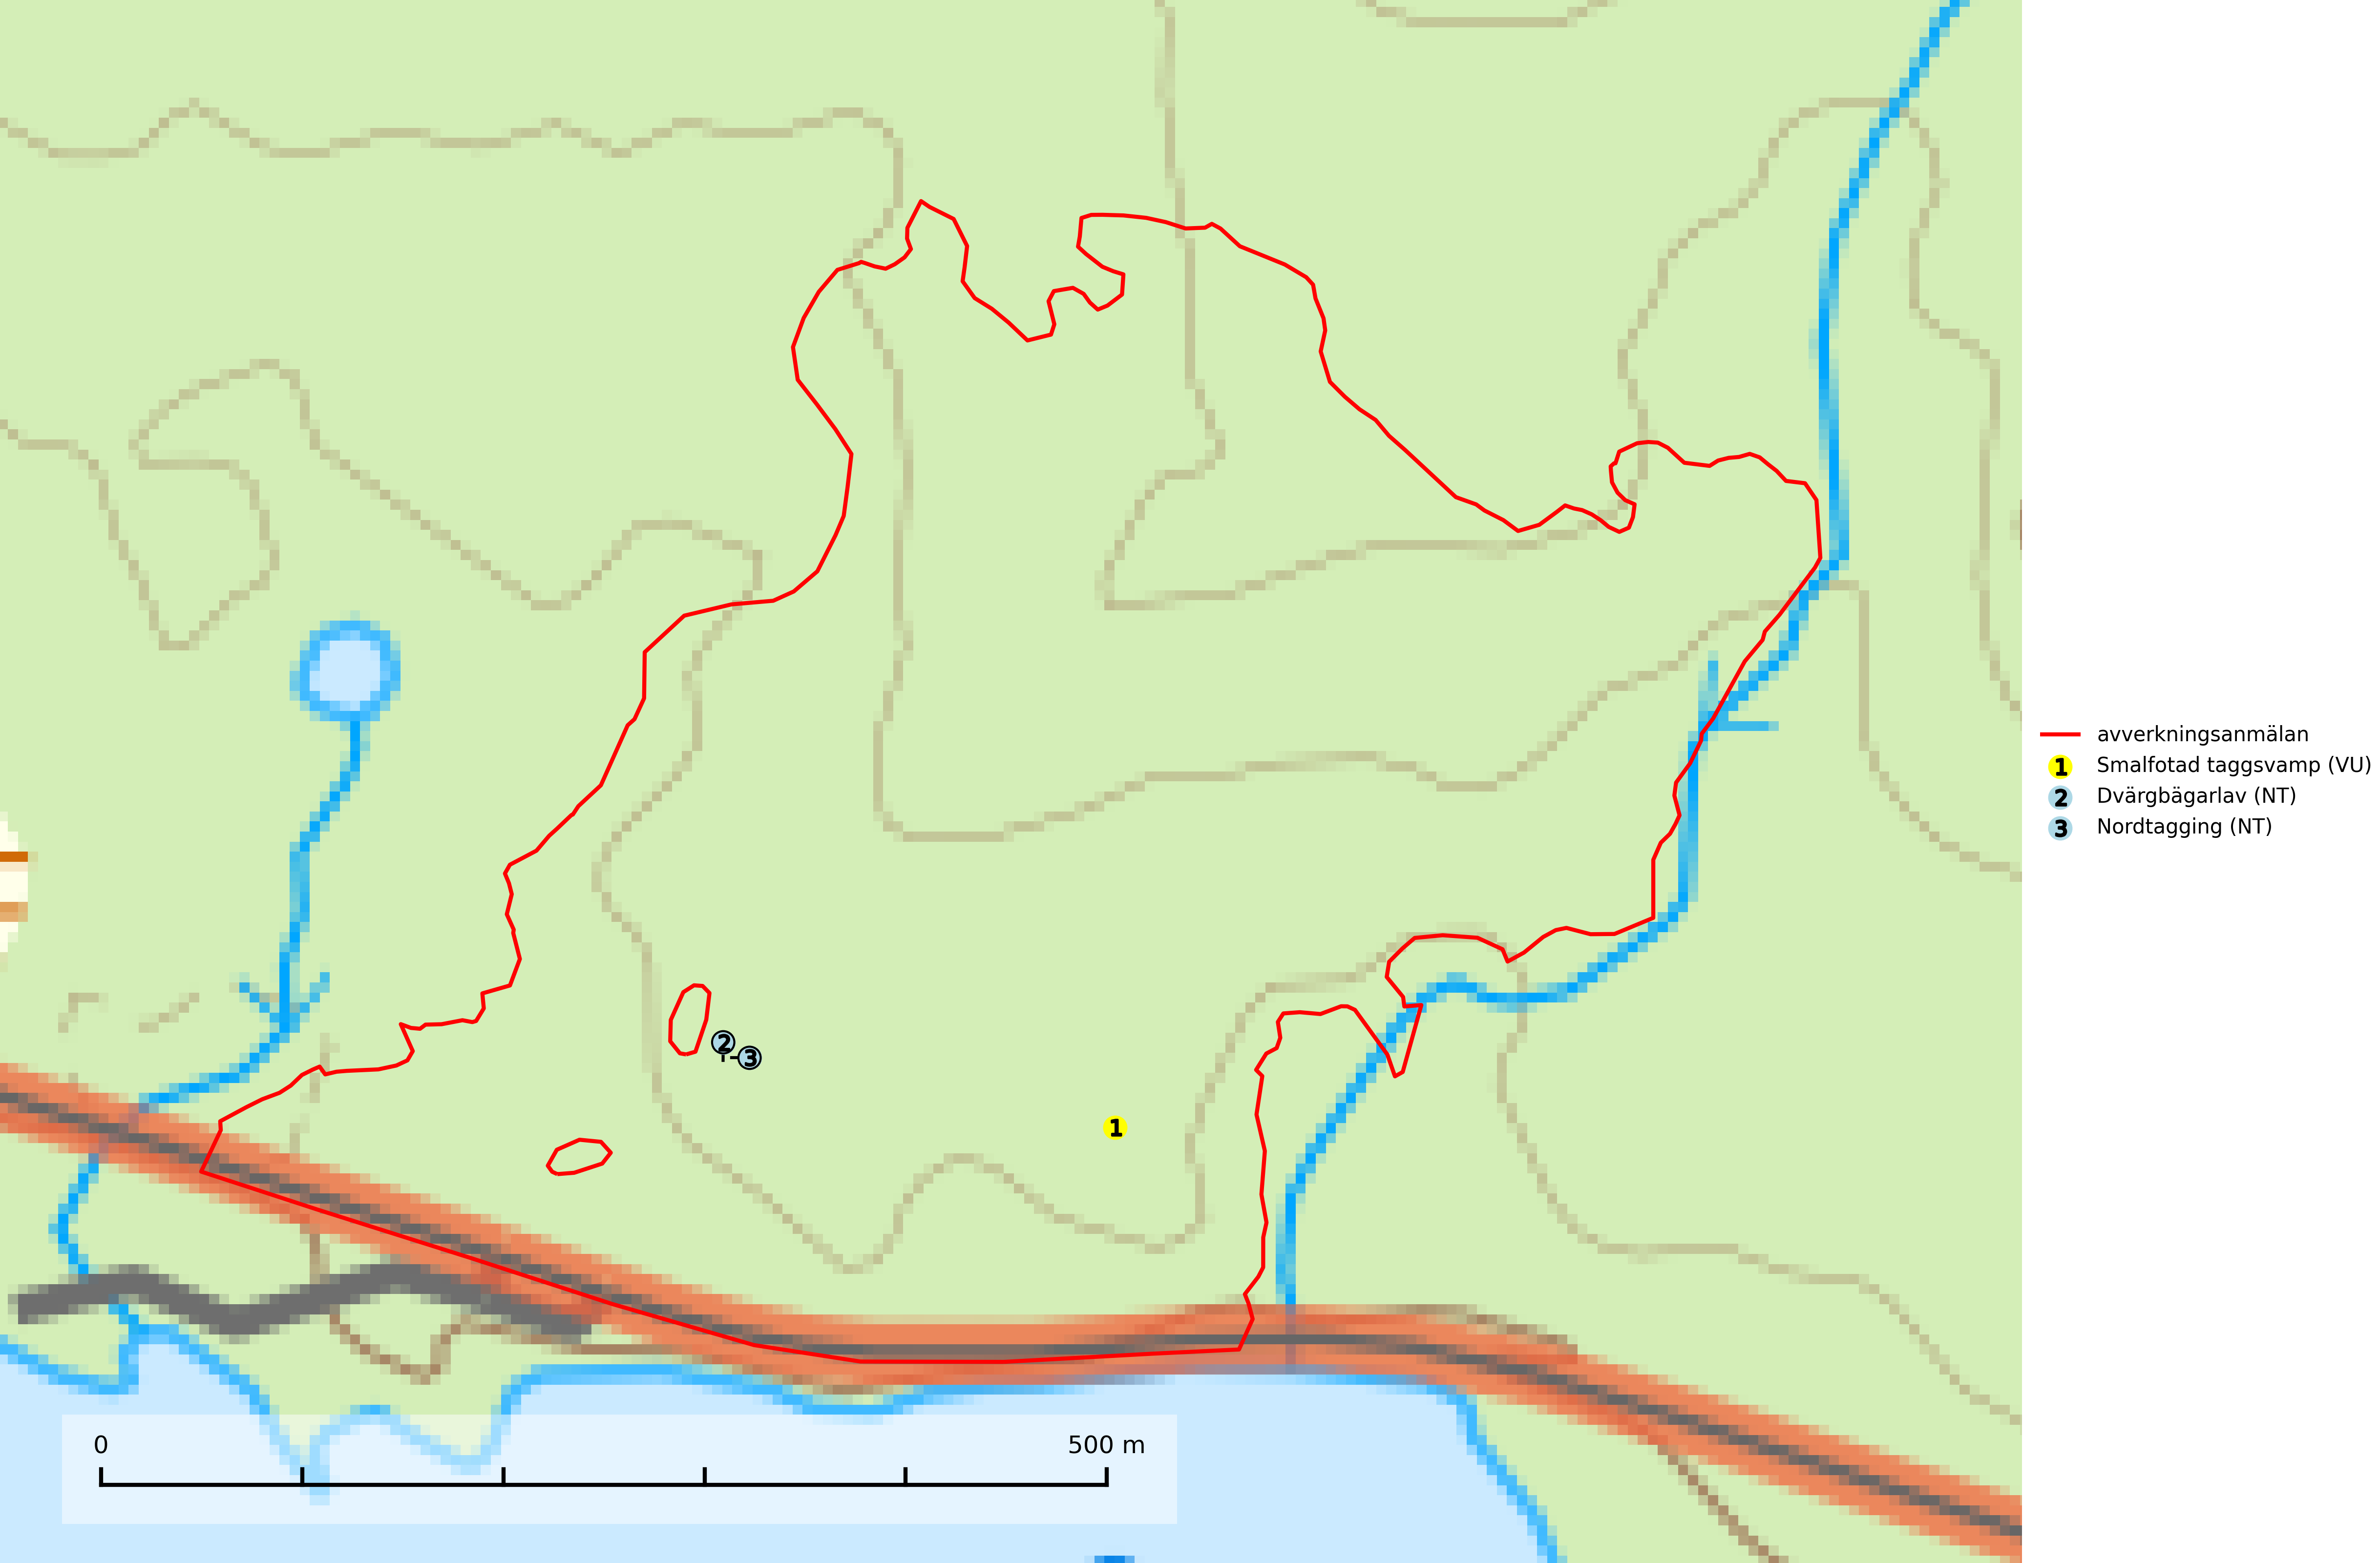 2
3
1
0
500 m
avverkningsanmälan
1 Smalfotad taggsvamp (VU)
2 Dvärgbägarlav (NT)
3 Nordtagging (NT)